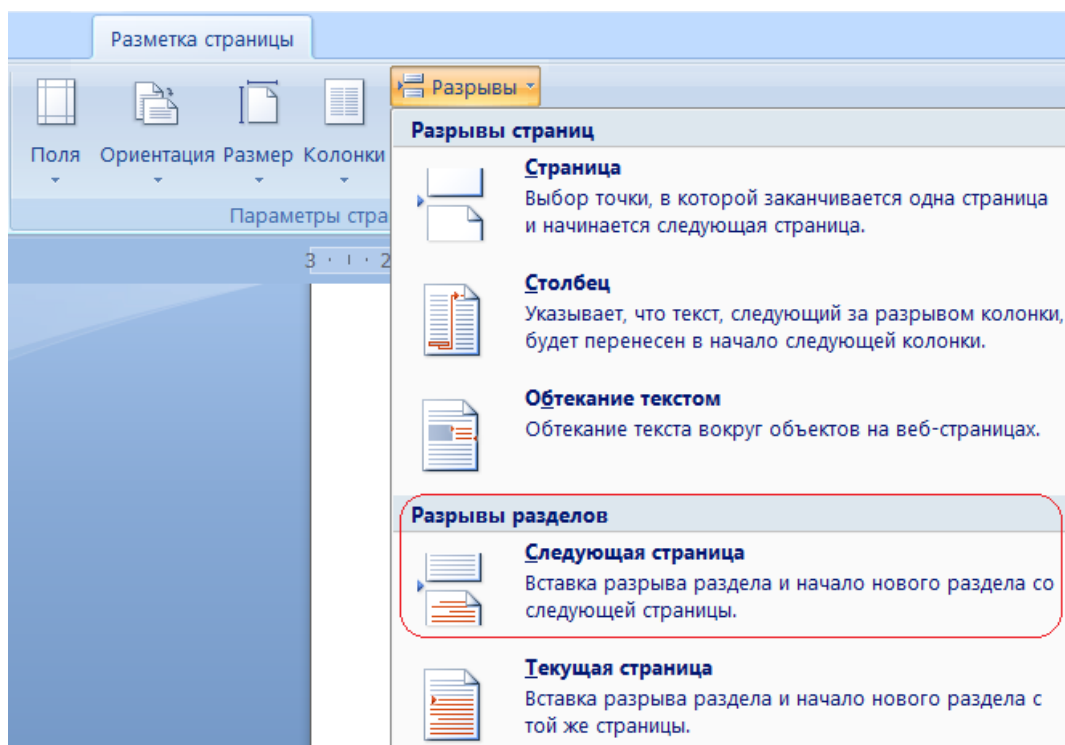 Разметка страницы
Разрывы
Поля Ориентация Размер Колонки
Параметры стра
3 · ı · 2
Разрывы страниц
Страница
Выбор точки, в которой заканчивается одна страница
и начинается следующая страница.
Столбец
Указывает, что текст, следующий за разрывом колонки,
будет перенесен в начало следующей колонки.
Обтекание текстом
Обтекание текста вокруг объектов на веб-страницах.
Разрывы разделов
Следующая страница
Вставка разрыва раздела и начало нового раздела со
следующей страницы.
Текущая страница
Вставка разрыва раздела и начало нового раздела с
той же страницы.